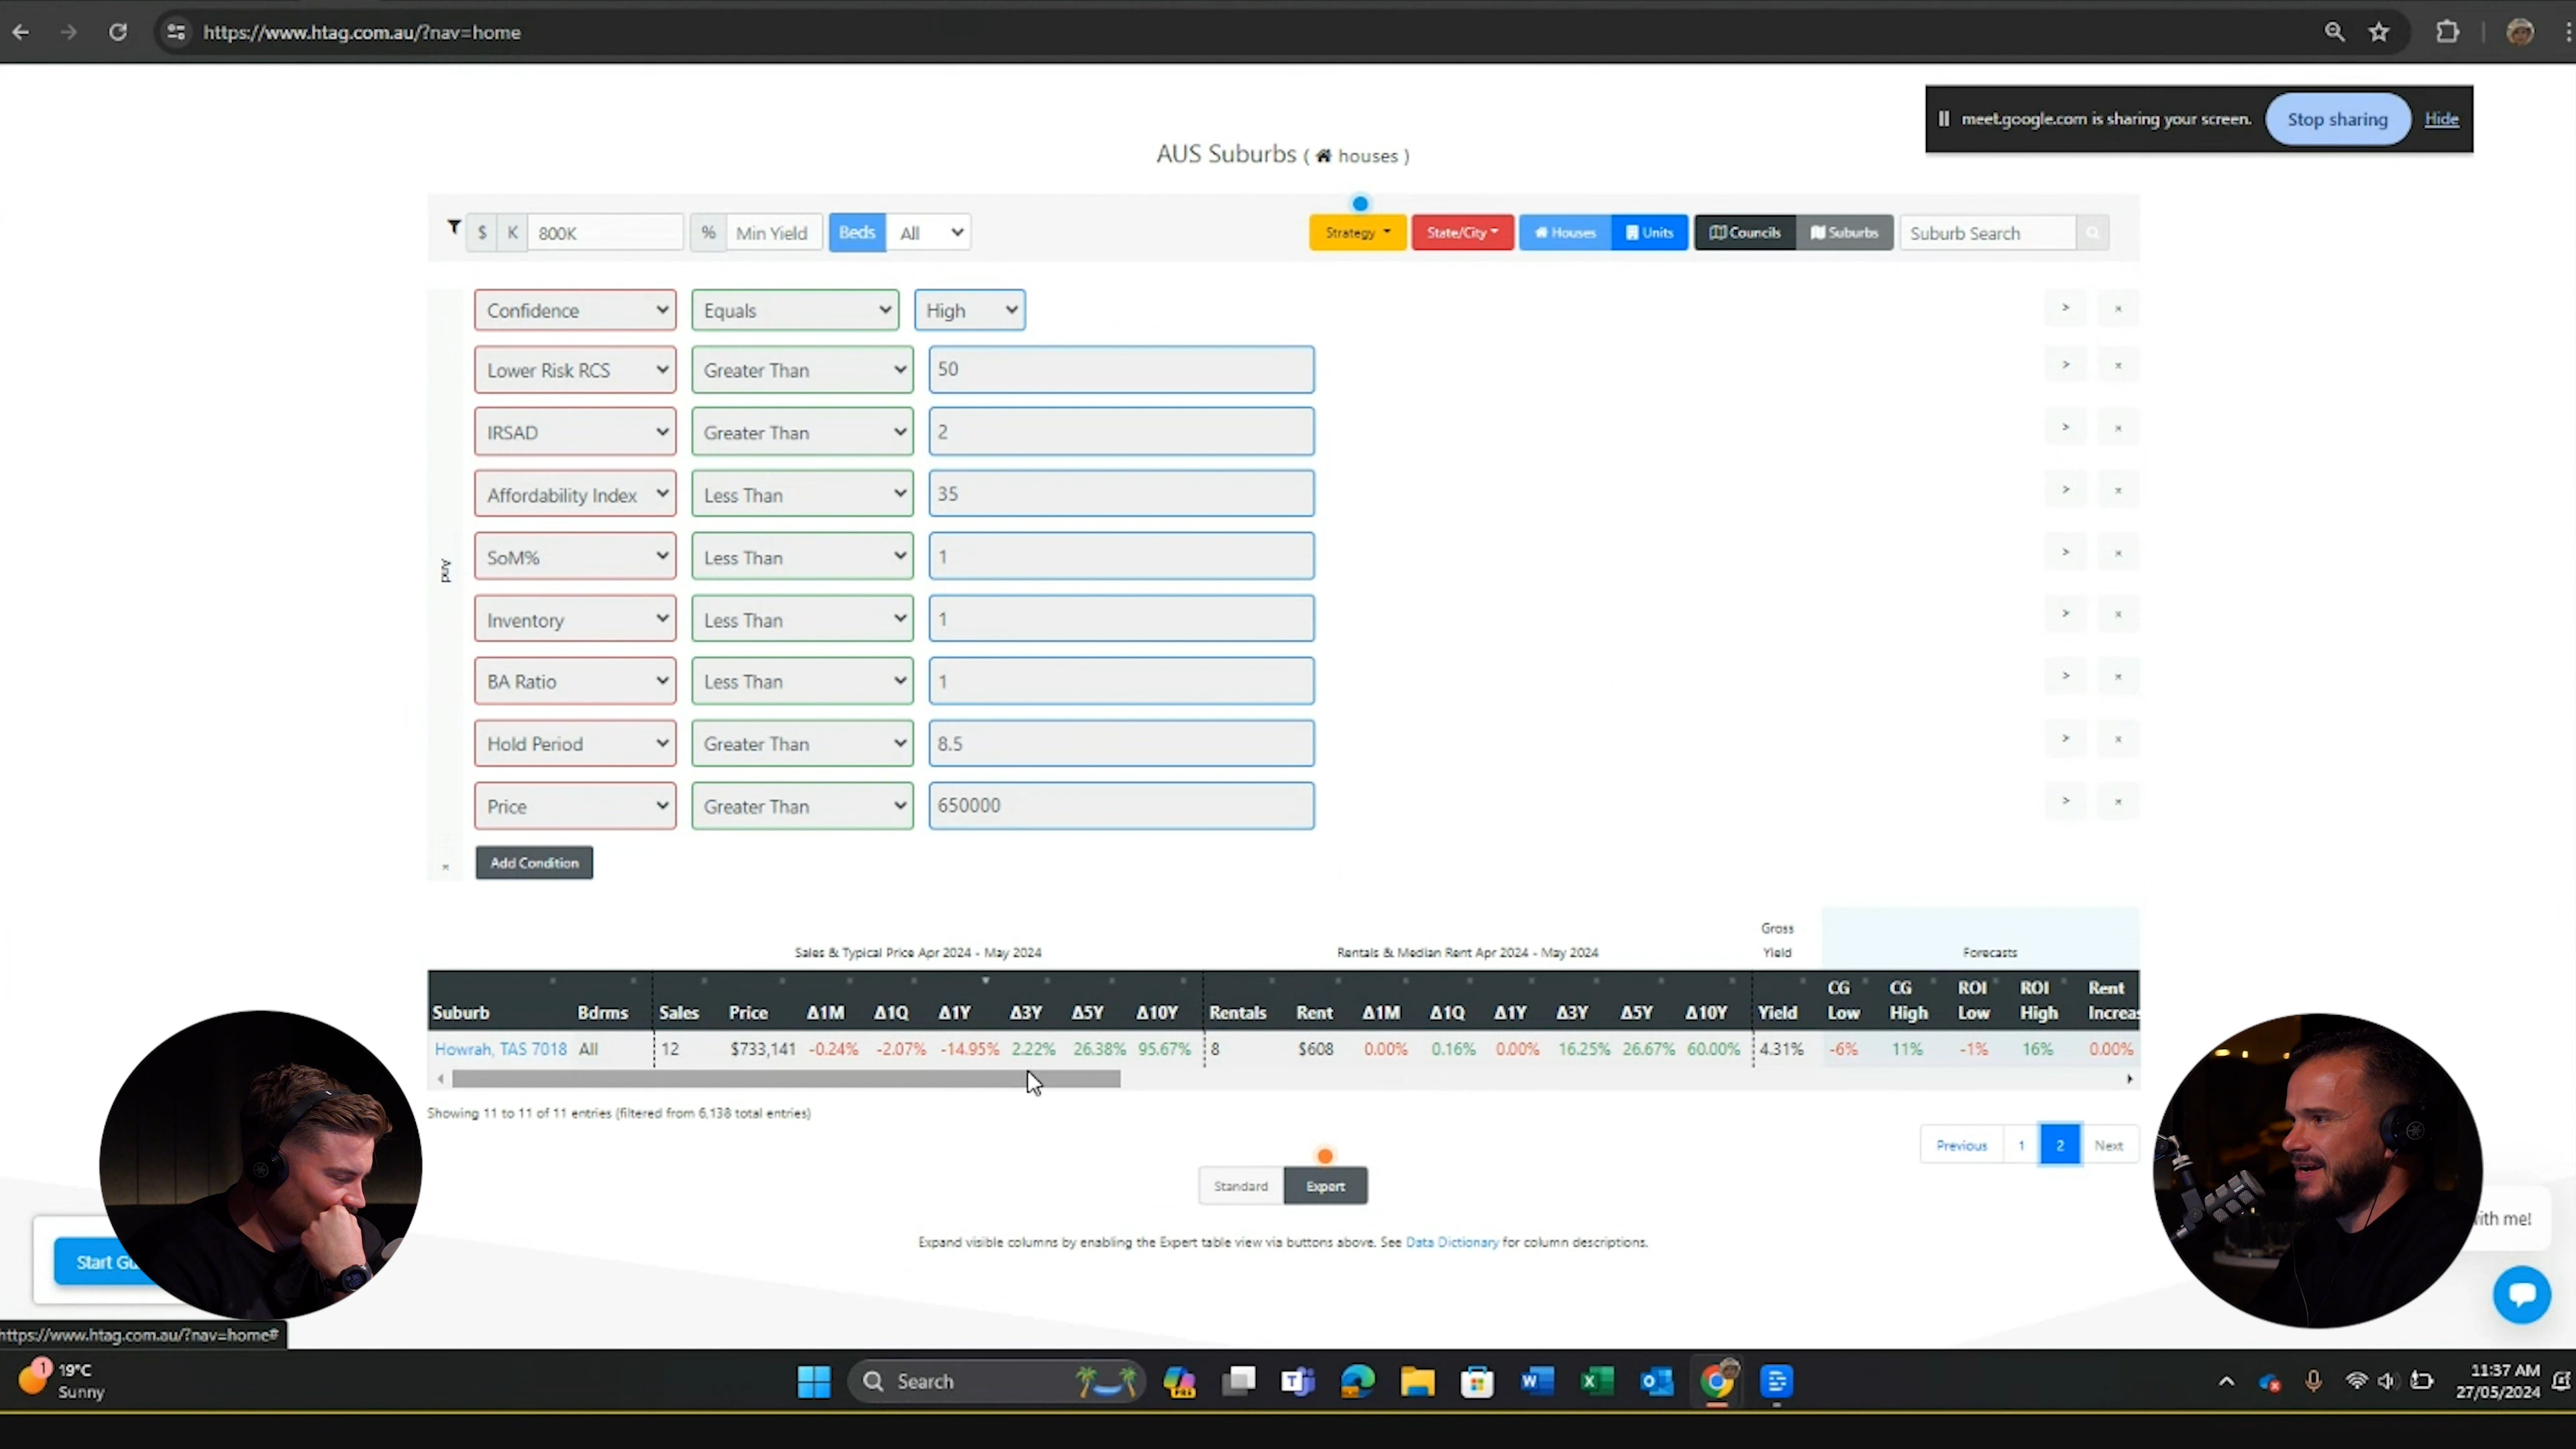 https://www.htag.com.au/?nav=home
meet.google.com is sharing your screen. Stop sharing Hide
AUS Suburbs ( houses )
$ K 800K % Min Yield Beds All Strategy State/City Houses Units Councils Suburbs Suburb Search
Confidence Equals High > ×
Lower Risk RCS Greater Than 50 > ×
IRSAD Greater Than 2 > ×
Affordability Index Less Than 35 > ×
SoM% Less Than 1 > ×
And
Inventory Less Than 1 > ×
BA Ratio Less Than 1 > ×
Hold Period Greater Than 8.5 > ×
Price Greater Than 650000 > ×
× Add Condition
Sales & Typical Price Apr 2024 - May 2024 Rentals & Median Rent Apr 2024 - May 2024 Gross Yield Forecasts
Suburb Bdrms Sales Price Δ1M Δ1Q Δ1Y Δ3Y Δ5Y Δ10Y Rentals Rent Δ1M Δ1Q Δ1Y Δ3Y Δ5Y Δ10Y Yield CG Low CG High ROI Low ROI High Rent Increas
Howrah, TAS 7018 All 12 $733,141 -0.24% -2.07% -14.95% 2.22% 26.38% 95.67% 8 $608 0.00% 0.16% 0.00% 16.25% 26.67% 60.00% 4.31% -6% 11% -1% 16% 0.00%
Showing 11 to 11 of 11 entries (filtered from 6,138 total entries)
Previous 1 2 Next
Standard Expert
Expand visible columns by enabling the Expert table view via buttons above. See Data Dictionary for column descriptions.
Start Gu
with me!
https://www.htag.com.au/?nav=home#
1 19°C
Sunny
Search
11:37 AM
27/05/2024